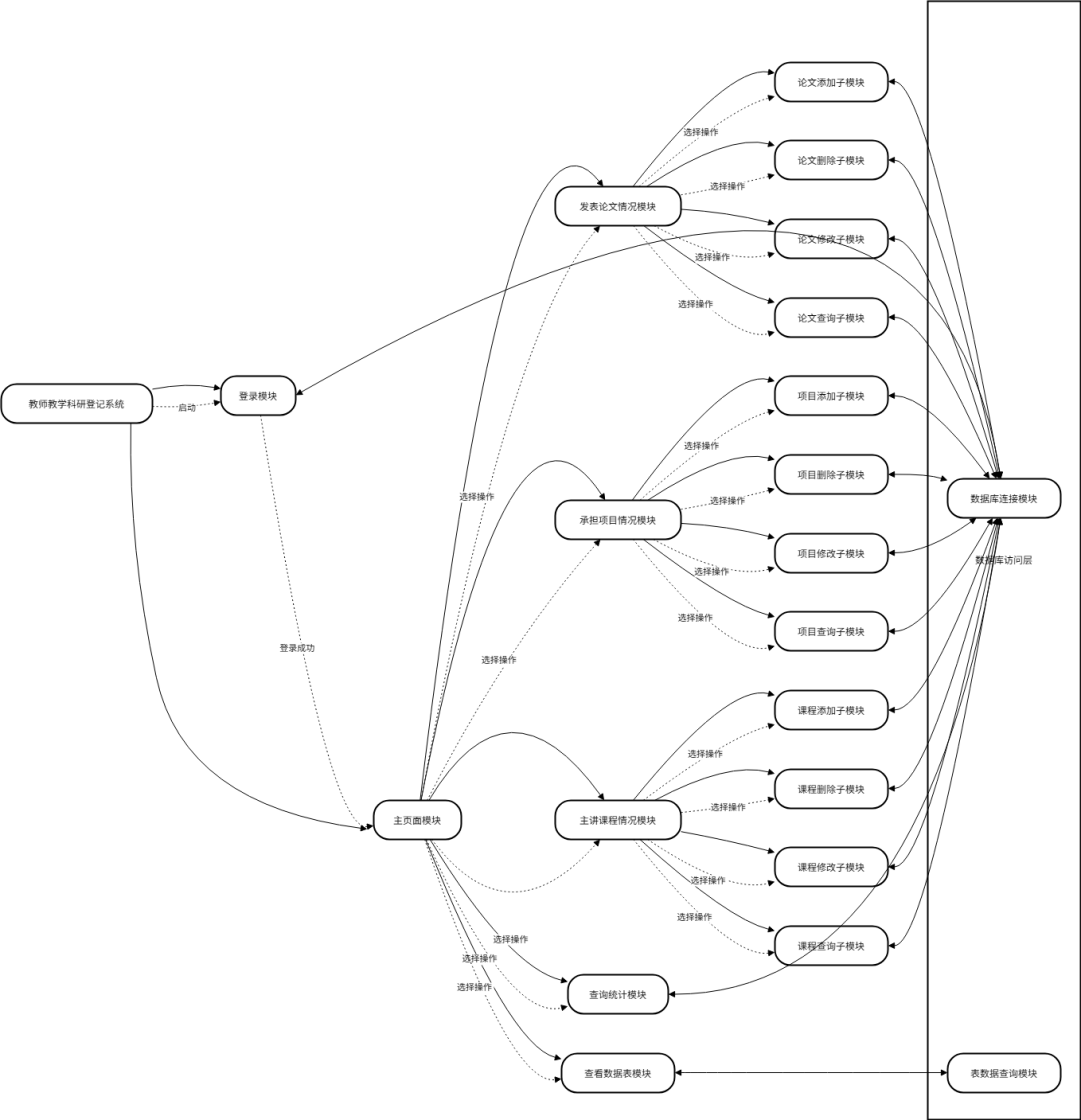 论文添加子模块
选择操作
论文删除子模块
选择操作
发表论文情况模块
论文修改子模块
选择操作
选择操作
论文查询子模块
教师教学科研登记系统
启动
登录模块
项目添加子模块
选择操作
项目删除子模块
选择操作
选择操作
数据库连接模块
承担项目情况模块
项目修改子模块
数据库访问层
选择操作
选择操作
项目查询子模块
登录成功
选择操作
课程添加子模块
选择操作
课程删除子模块
选择操作
主页面模块
主讲课程情况模块
课程修改子模块
选择操作
选择操作
选择操作
课程查询子模块
选择操作
选择操作
查询统计模块
查看数据表模块
表数据查询模块